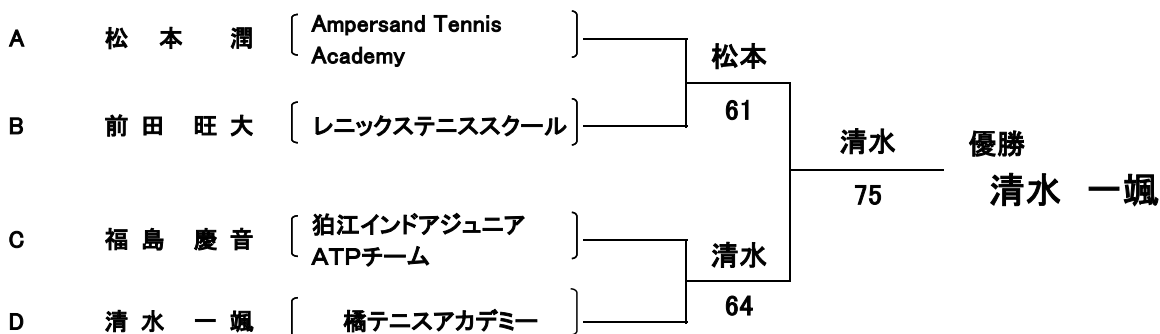 A 松 本 潤 Ampersand Tennis
Academy
松本
61
B 前 田 旺 大 レニックステニススクール
清水
75
優勝
清水 一颯
C 福 島 慶 音 狛江インドアジュニア
ATPチーム
清水
64
D 清 水 一 颯 橘テニスアカデミー